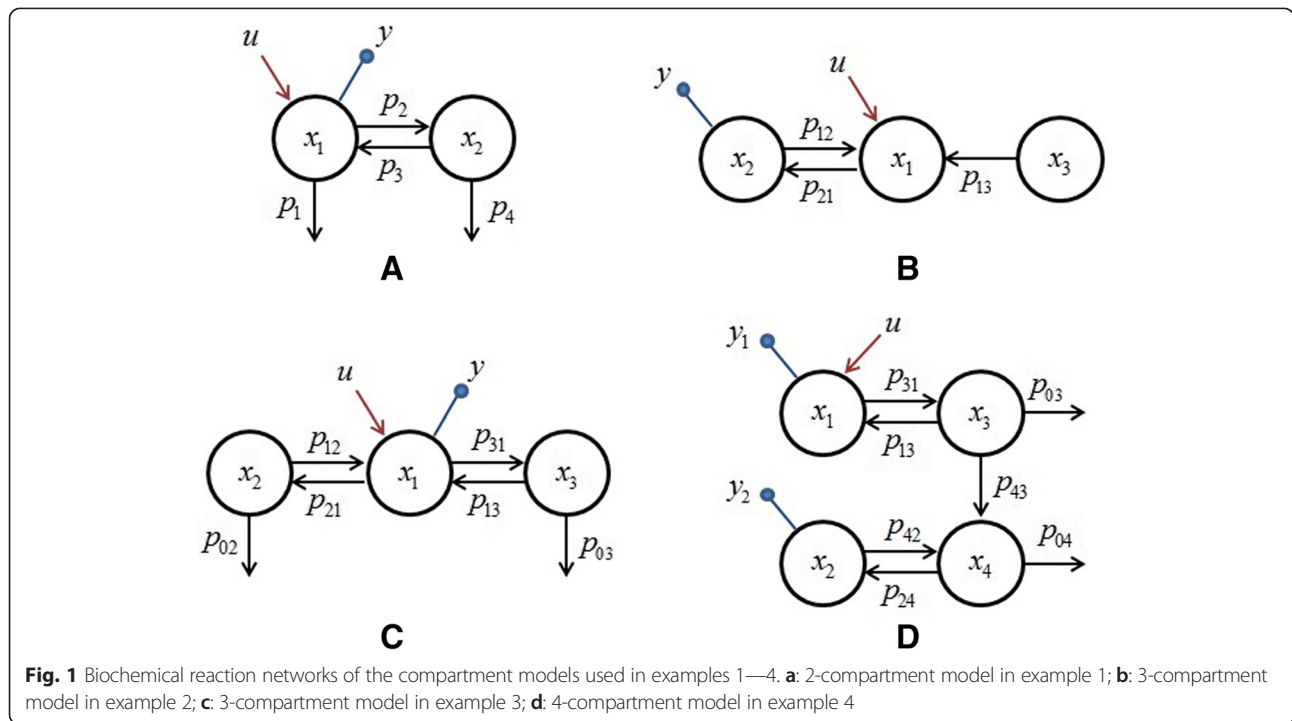 u
y
p2
x1
x2
p3
p1
p4
A
y
u
p12
x2
x1
x3
p21
p13
B
u
y
p12
p31
x2
x1
x3
p21
p13
p02
p03
C
y1
u
p31
p03
x1
x3
p13
p43
y2
p42
p04
x2
x4
p24
D
Fig. 1 Biochemical reaction networks of the compartment models used in examples 1—4. a: 2-compartment model in example 1; b: 3-compartment
model in example 2; c: 3-compartment model in example 3; d: 4-compartment model in example 4